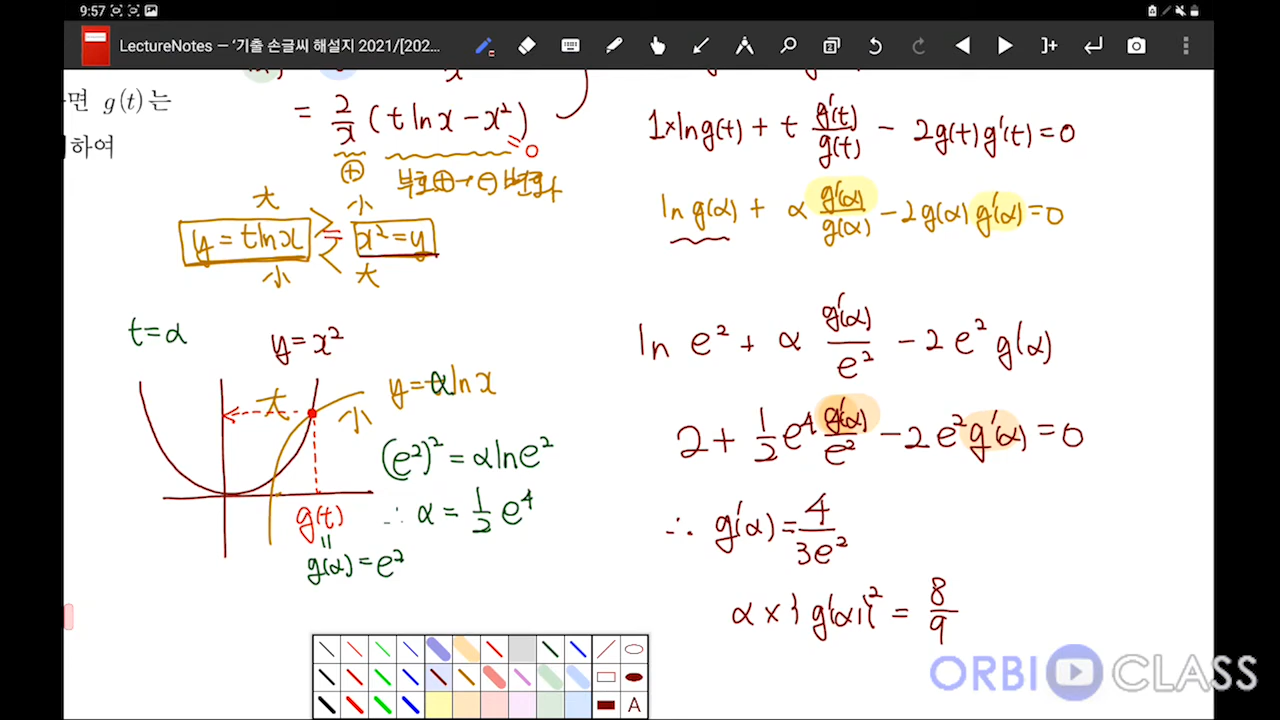 9:57
LectureNotes — ‘기출 손글씨 해설지 2021/[202…
면 g(t)는
하여
= 2/x (t ln x − x²)
= 0
⊕ 부호 ⊕→⊖ 변화
大 > 小
y = t ln x = x² = y
小 < 大
t = α
y = x²
y = α ln x
大 小
(e²)² = α ln e²
∴ α = 1/2 e⁴
g(t)
||
g(α) = e²
1× ln g(t) + t g'(t)/g(t) − 2g(t)g'(t) = 0
ln g(α) + α g'(α)/g(α) − 2g(α) g'(α) = 0
ln e² + α g'(α)/e² − 2e² g'(α)
2 + 1/2 e⁴ g'(α)/e² − 2e² g'(α) = 0
∴ g'(α) = 4/3e²
α × {g'(α)}² = 8/9
A
ORBI CLASS